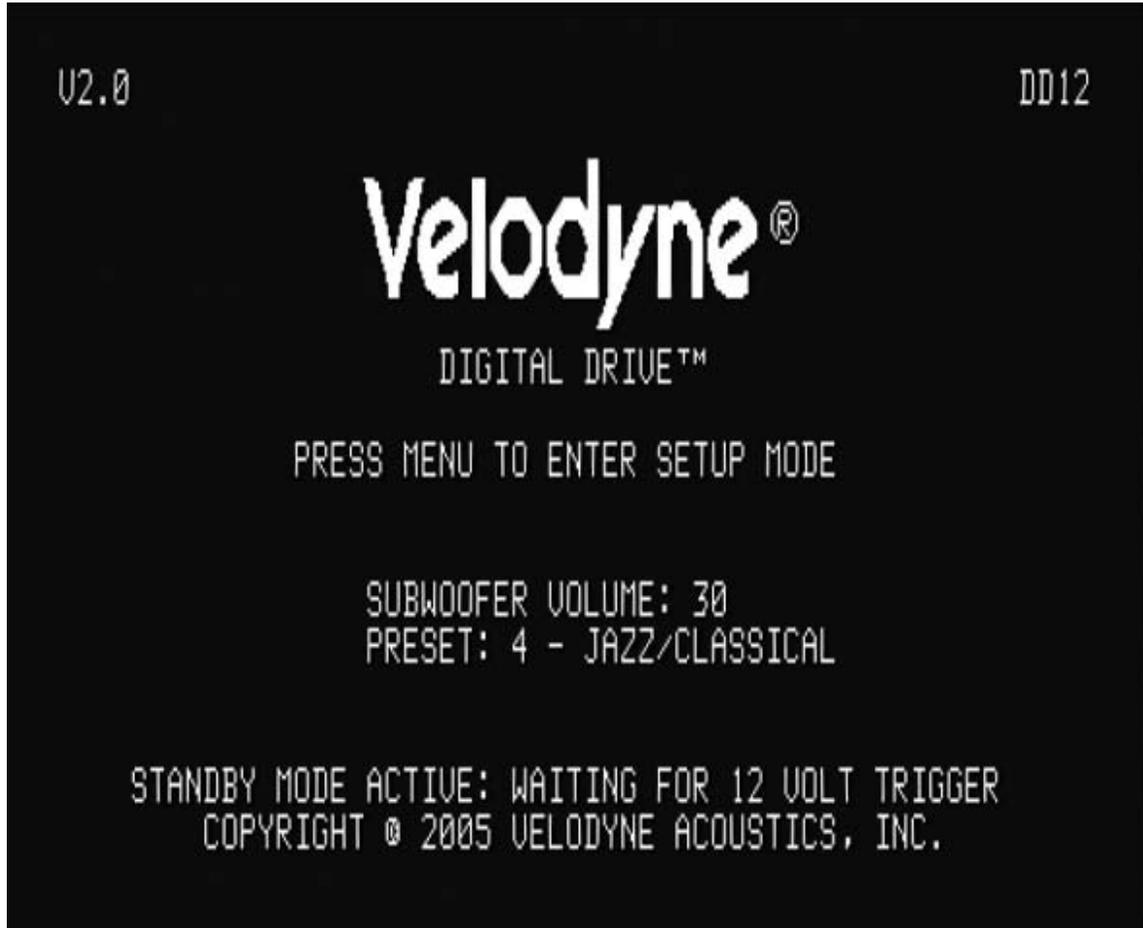 V2.0 DD12
Velodyne®
DIGITAL DRIVE™
PRESS MENU TO ENTER SETUP MODE
SUBWOOFER VOLUME: 30
PRESET: 4 - JAZZ/CLASSICAL
STANDBY MODE ACTIVE: WAITING FOR 12 VOLT TRIGGER
COPYRIGHT © 2005 VELODYNE ACOUSTICS, INC.